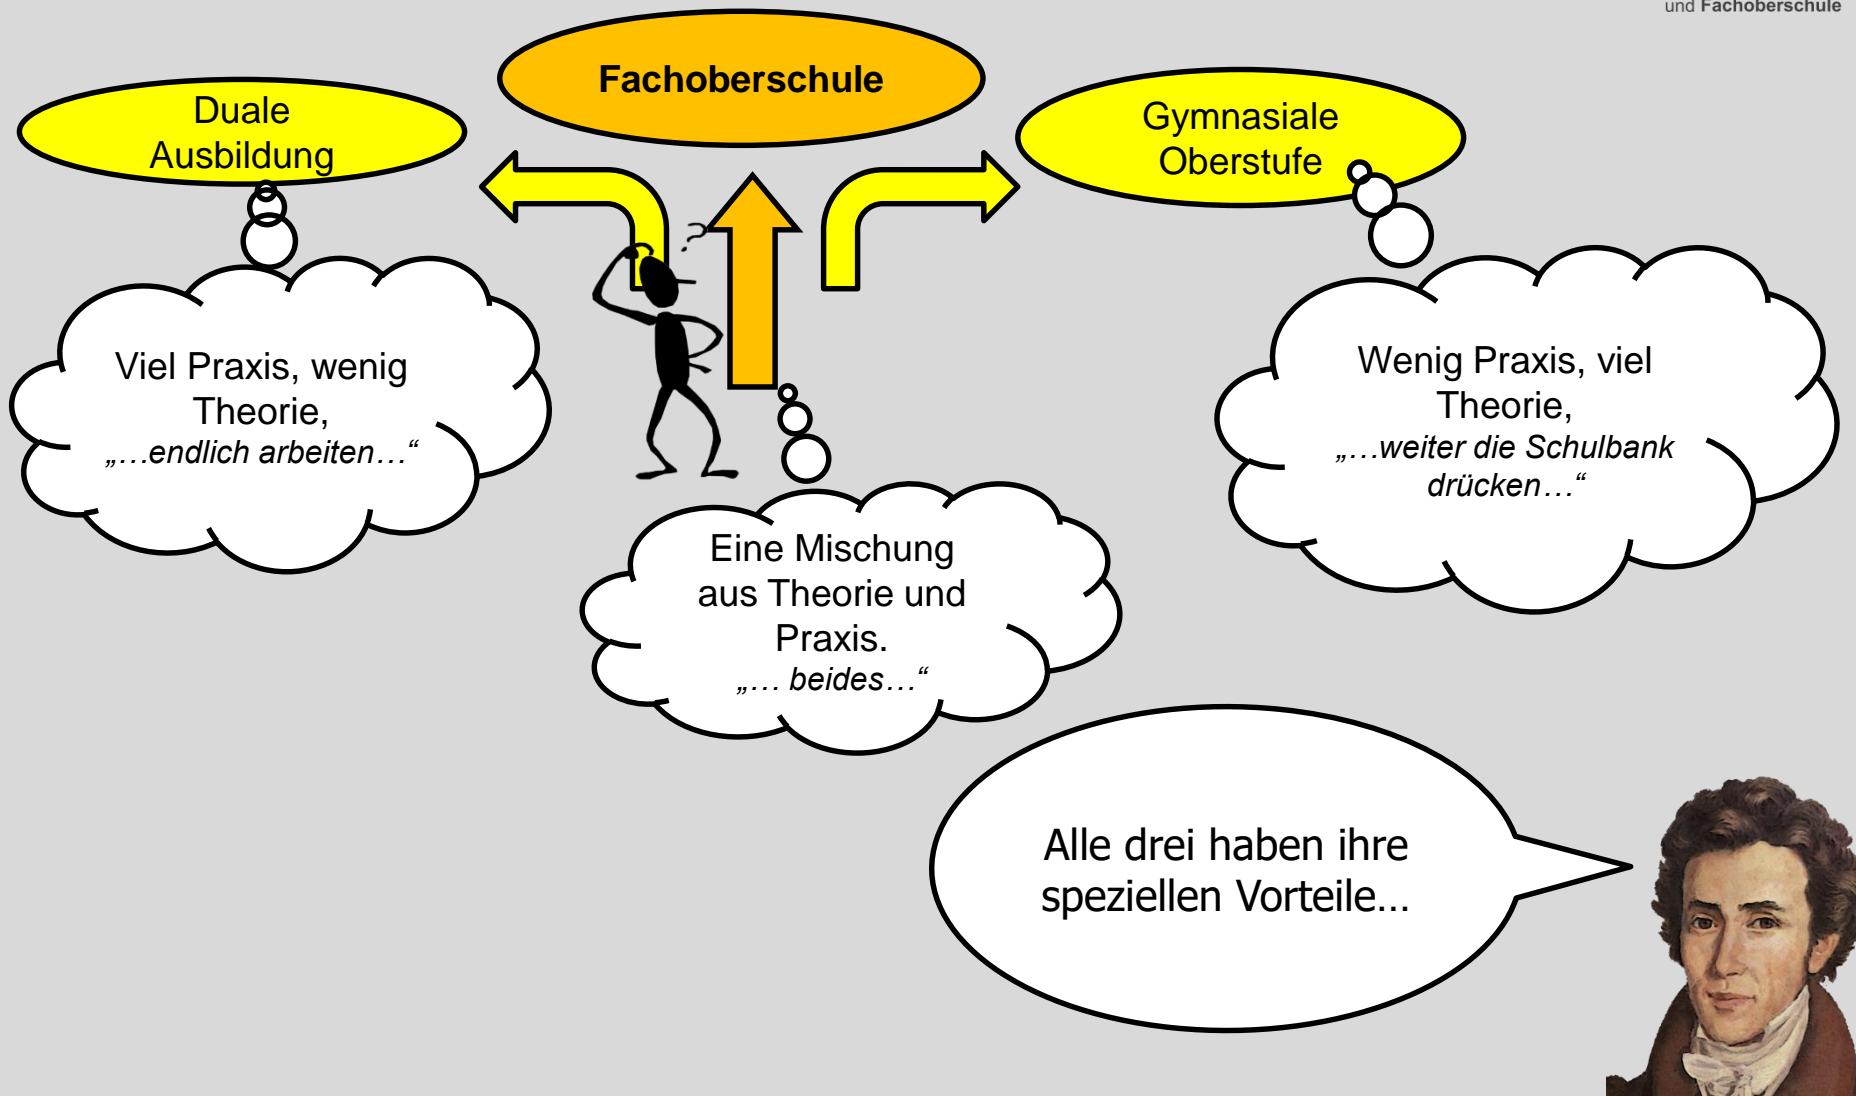 und Fachoberschule
Fachoberschule
Duale
Ausbildung
Gymnasiale
Oberstufe
?
Viel Praxis, wenig
Theorie,
„…endlich arbeiten…“
Wenig Praxis, viel
Theorie,
„…weiter die Schulbank
drücken…“
Eine Mischung
aus Theorie und
Praxis.
„… beides…“
Alle drei haben ihre
speziellen Vorteile…